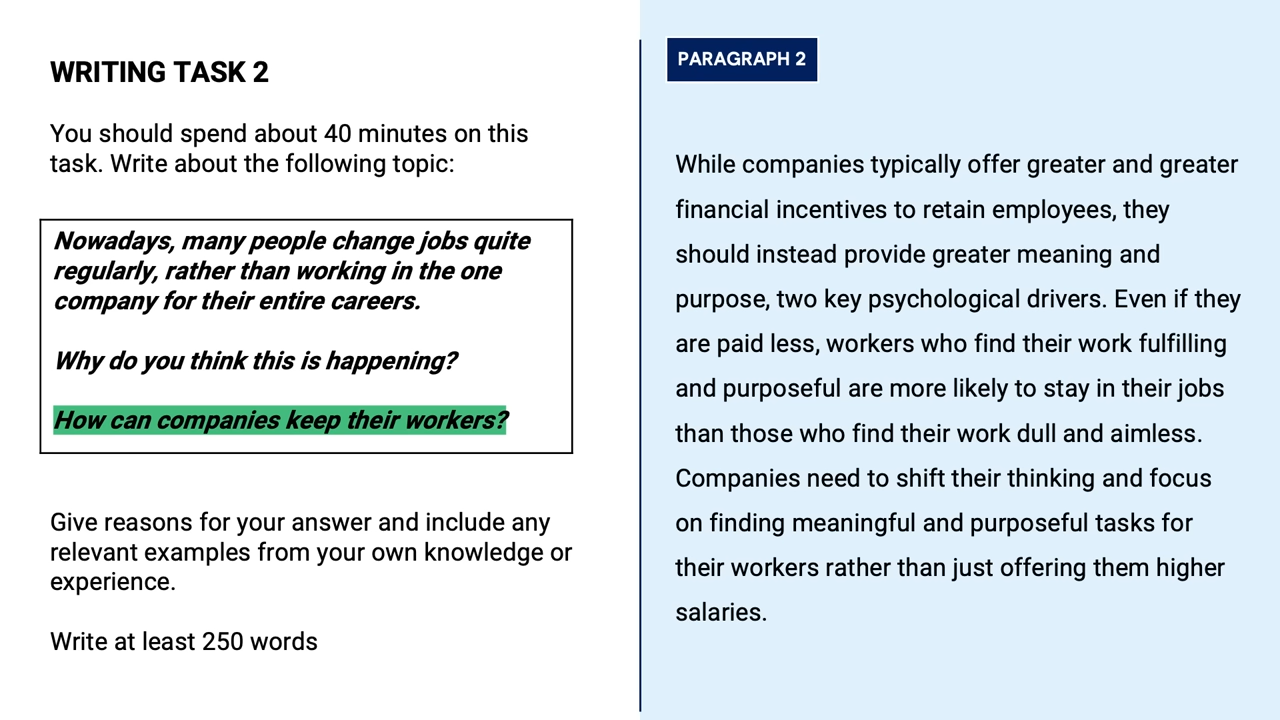 WRITING TASK 2
You should spend about 40 minutes on this
task. Write about the following topic:
Nowadays, many people change jobs quite
regularly, rather than working in the one
company for their entire careers.
Why do you think this is happening?
How can companies keep their workers?
Give reasons for your answer and include any
relevant examples from your own knowledge or
experience.
Write at least 250 words
PARAGRAPH 2
While companies typically offer greater and greater
financial incentives to retain employees, they
should instead provide greater meaning and
purpose, two key psychological drivers. Even if they
are paid less, workers who find their work fulfilling
and purposeful are more likely to stay in their jobs
than those who find their work dull and aimless.
Companies need to shift their thinking and focus
on finding meaningful and purposeful tasks for
their workers rather than just offering them higher
salaries.